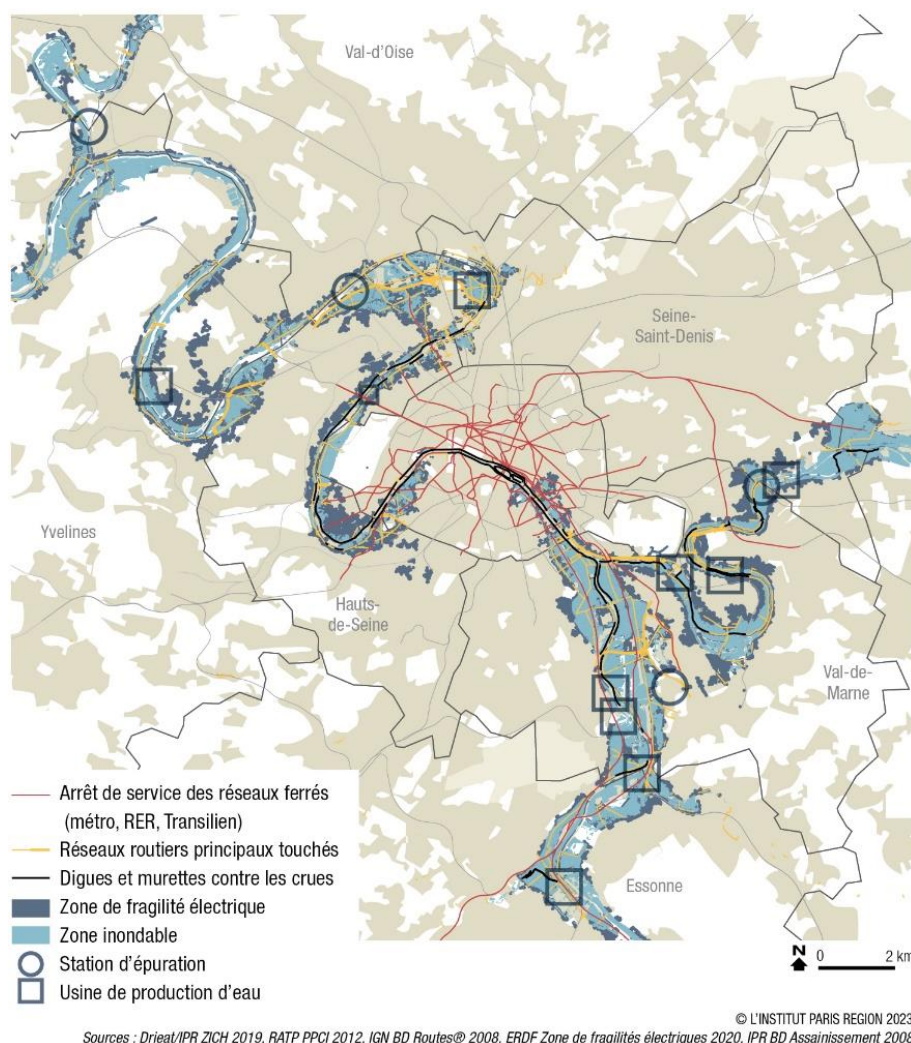 Val-d'Oise
Seine-
Saint-Denis
Yvelines
Hauts-
de-Seine
Val-de-
Marne
Essonne
Arrêt de service des réseaux ferrés
(métro, RER, Transilien)
Réseaux routiers principaux touchés
Digues et murettes contre les crues
Zone de fragilité électrique
Zone inondable
Station d'épuration
Usine de production d'eau
N
0 2 km
© L'INSTITUT PARIS REGION 2023
Sources : Drieat/IPR ZICH 2019, RATP PPCI 2012, IGN BD Routes® 2008, ERDF Zone de fragilités électriques 2020, IPR BD Assainissement 2008